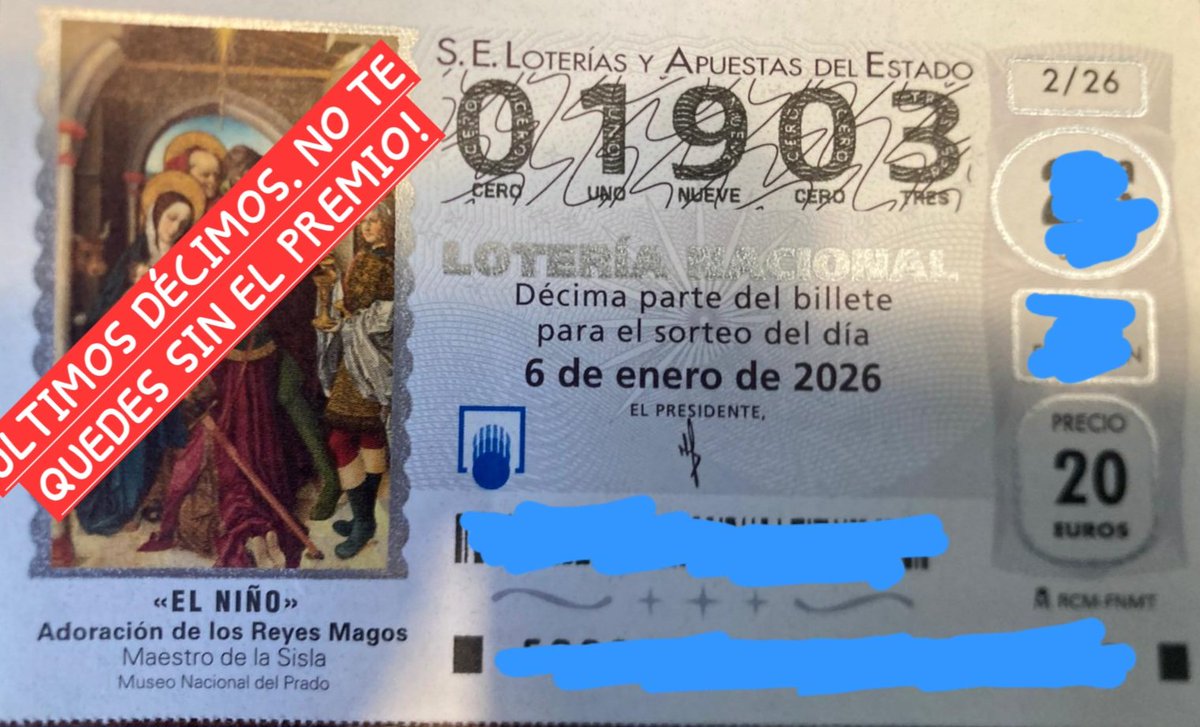 ÚLTIMOS DÉCIMOS. NO TE
QUEDES SIN EL PREMIO!
S. E. LOTERÍAS Y APUESTAS DEL ESTADO
01903
CERO UNO NUEVE CERO TRES
LOTERÍA NACIONAL
Décima parte del billete
para el sorteo del día
6 de enero de 2026
EL PRESIDENTE,
2/26
PRECIO
20
EUROS
RCM-FNMT
«EL NIÑO»
Adoración de los Reyes Magos
Maestro de la Sisla
Museo Nacional del Prado